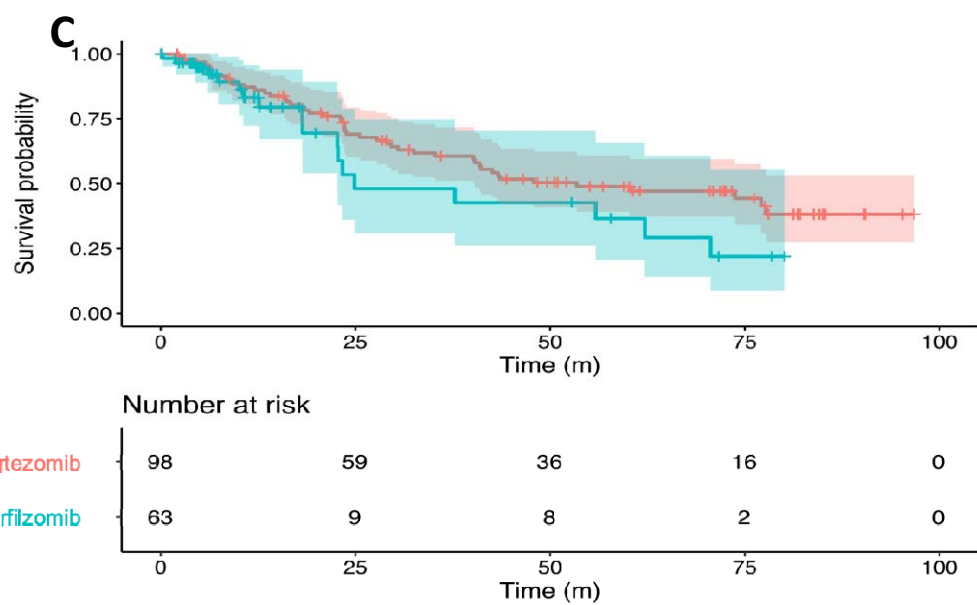 C
Survival probability
1.00
0.75
0.50
0.25
0.00
0 25 50 75 100
Time (m)
Number at risk
rtezomib 98 59 36 16 0
rfilzomib 63 9 8 2 0
0 25 50 75 100
Time (m)